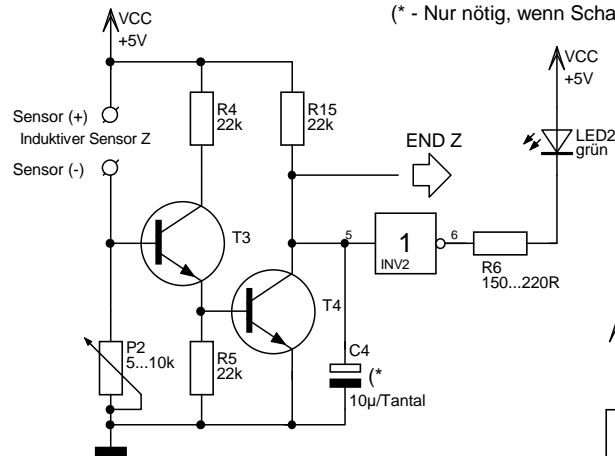 (* - Nur nötig, wenn Scha
VCC
+5V
VCC
+5V
Sensor (+)
Induktiver Sensor Z
Sensor (-)
R4
22k
R15
22k
END Z
LED2
grün
T3
5
1
INV2
6
R6
150...220R
T4
P2
5...10k
R5
22k
C4
(*
10µ/Tantal